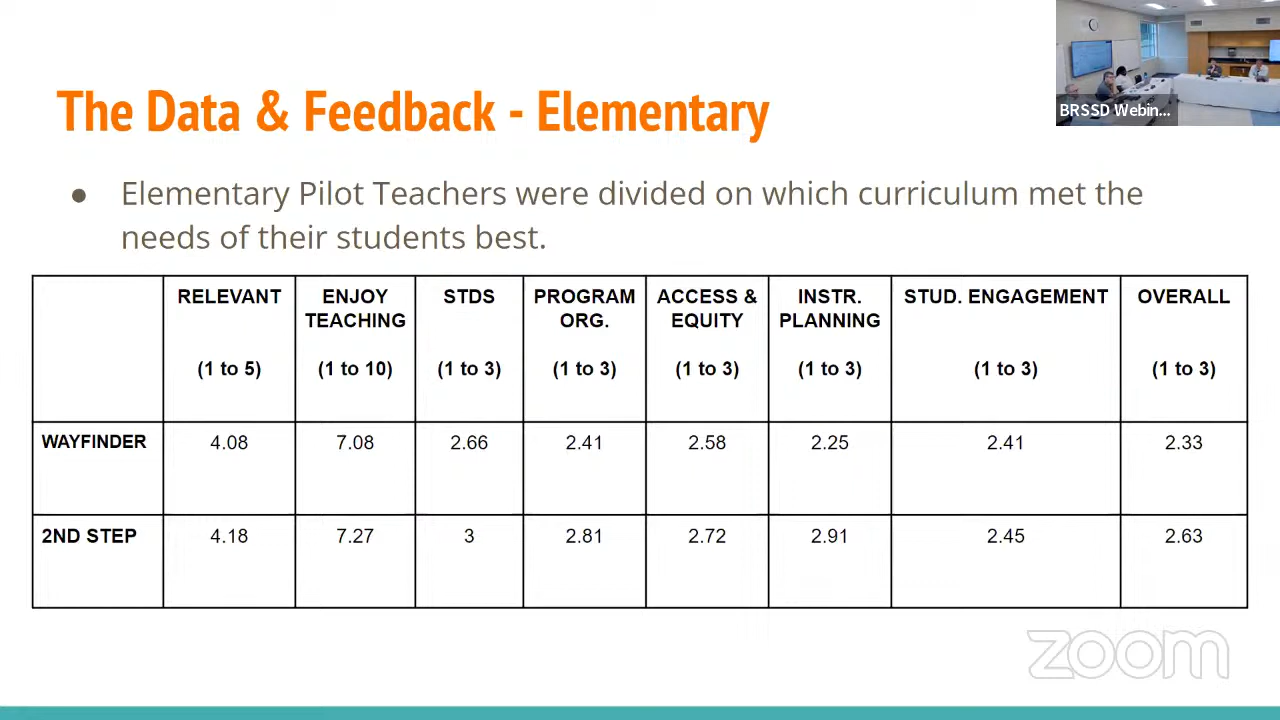 BRSSD Webin...
The Data & Feedback - Elementary
● Elementary Pilot Teachers were divided on which curriculum met the
needs of their students best.
RELEVANT (1 to 5)
ENJOY TEACHING (1 to 10)
STDS (1 to 3)
PROGRAM ORG. (1 to 3)
ACCESS & EQUITY (1 to 3)
INSTR. PLANNING (1 to 3)
STUD. ENGAGEMENT (1 to 3)
OVERALL (1 to 3)
WAYFINDER 4.08 7.08 2.66 2.41 2.58 2.25 2.41 2.33
2ND STEP 4.18 7.27 3 2.81 2.72 2.91 2.45 2.63
zoom